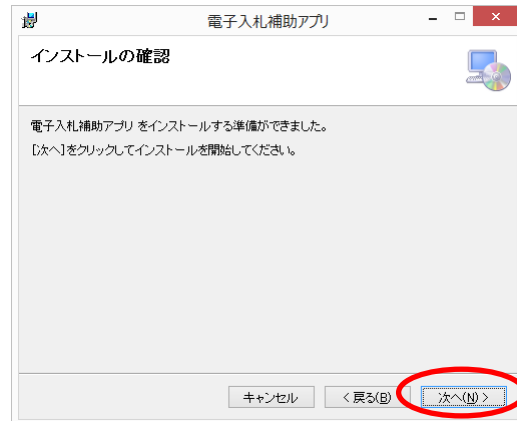 電子入札補助アプリ
インストールの確認
電子入札補助アプリ をインストールする準備ができました。
[次へ]をクリックしてインストールを開始してください。
キャンセル
< 戻る(B)
次へ(N) >